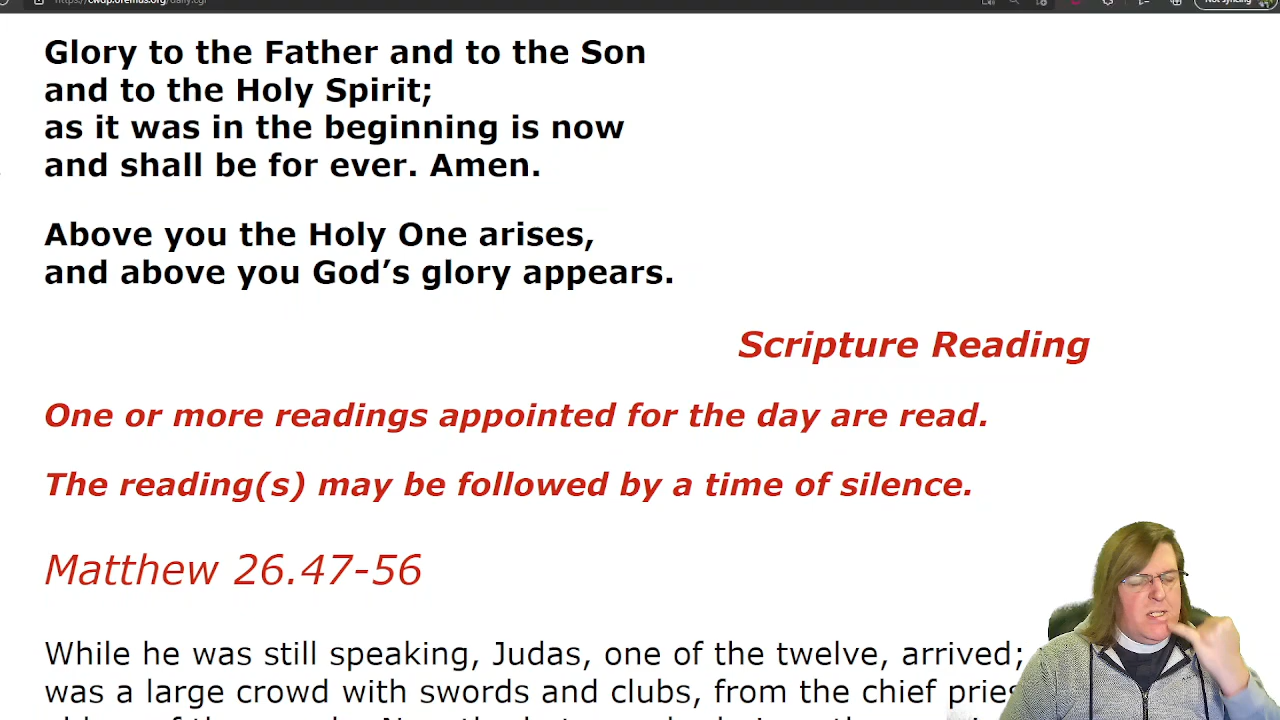 Not syncing
Glory to the Father and to the Son
and to the Holy Spirit;
as it was in the beginning is now
and shall be for ever. Amen.
Above you the Holy One arises,
and above you God’s glory appears.
Scripture Reading
One or more readings appointed for the day are read.
The reading(s) may be followed by a time of silence.
Matthew 26.47-56
While he was still speaking, Judas, one of the twelve, arrived;
was a large crowd with swords and clubs, from the chief